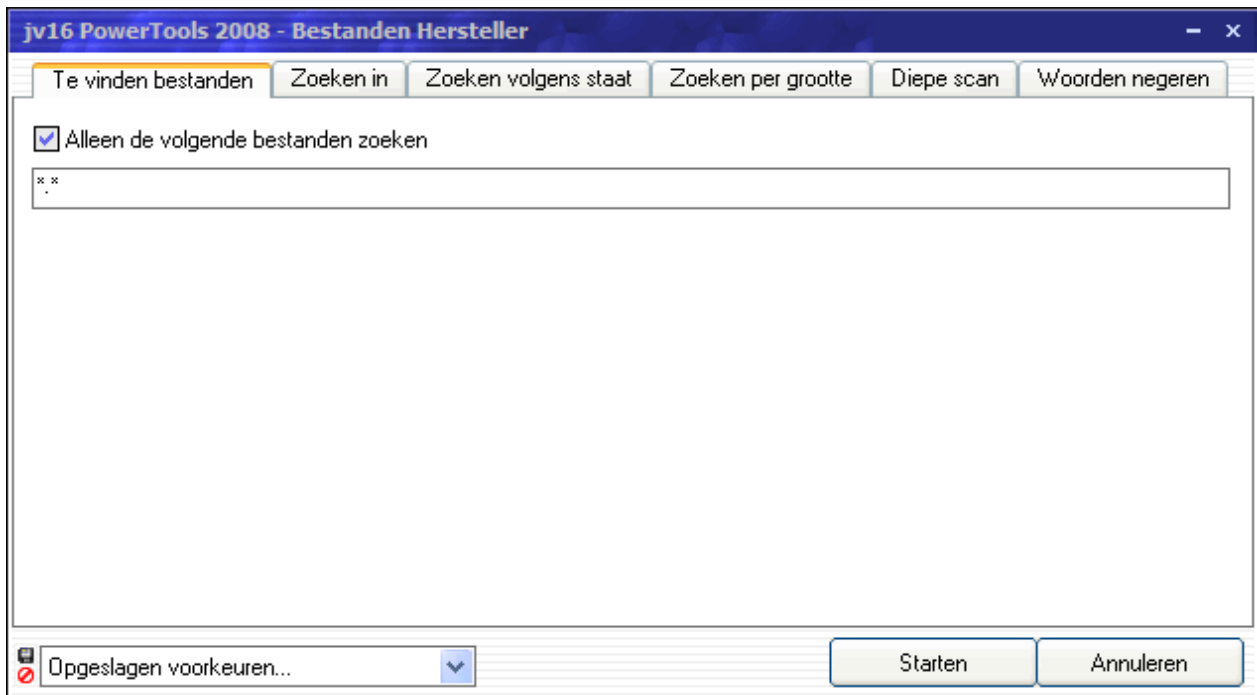 jv16 PowerTools 2008 - Bestanden Hersteller
Te vinden bestanden Zoeken in Zoeken volgens staat Zoeken per grootte Diepe scan Woorden negeren
Alleen de volgende bestanden zoeken
*.*
Opgeslagen voorkeuren... Starten Annuleren